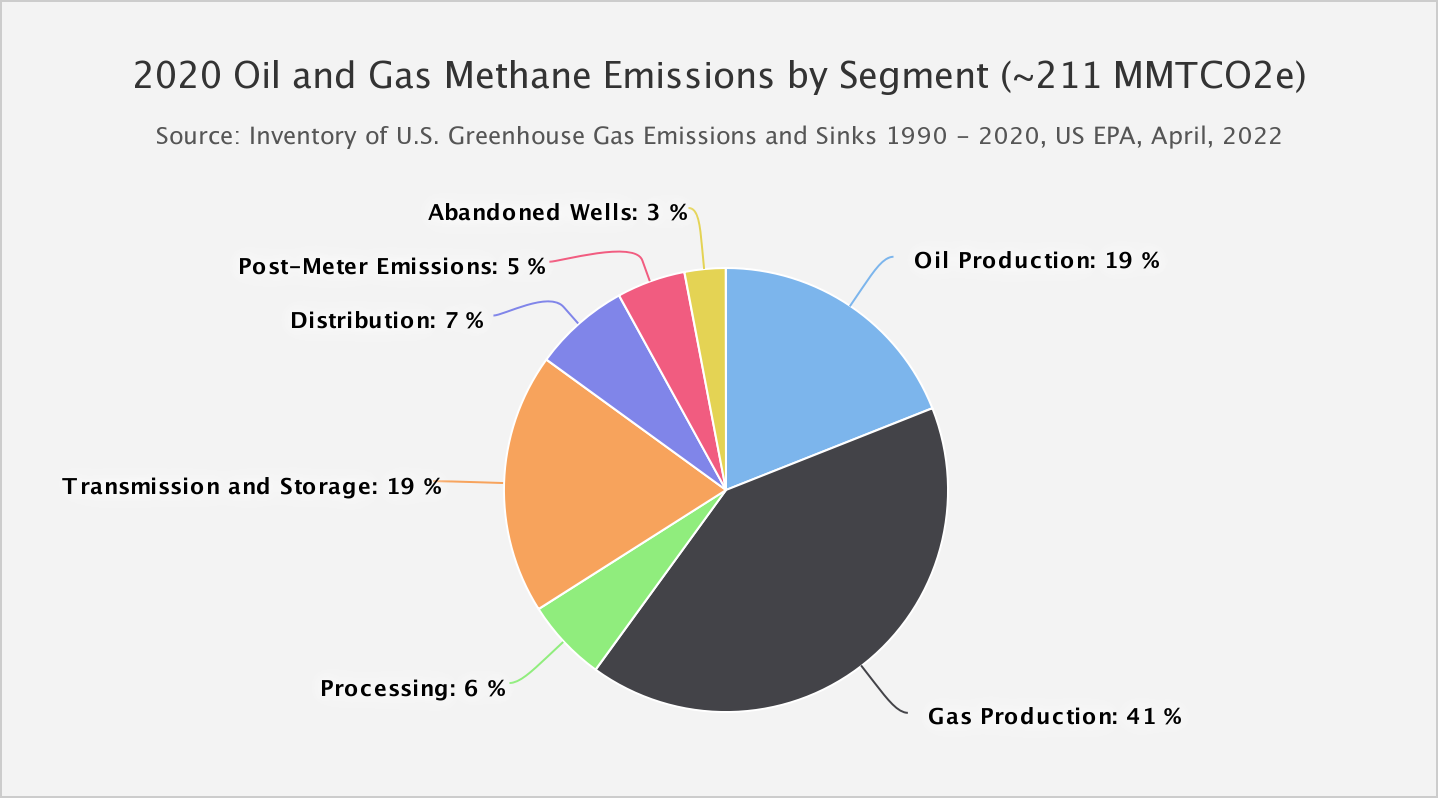 2020 Oil and Gas Methane Emissions by Segment (~211 MMTCO2e)
Source: Inventory of U.S. Greenhouse Gas Emissions and Sinks 1990 – 2020, US EPA, April, 2022
Abandoned Wells: 3 %
Oil Production: 19 %
Post–Meter Emissions: 5 %
Distribution: 7 %
Transmission and Storage: 19 %
Processing: 6 %
Gas Production: 41 %